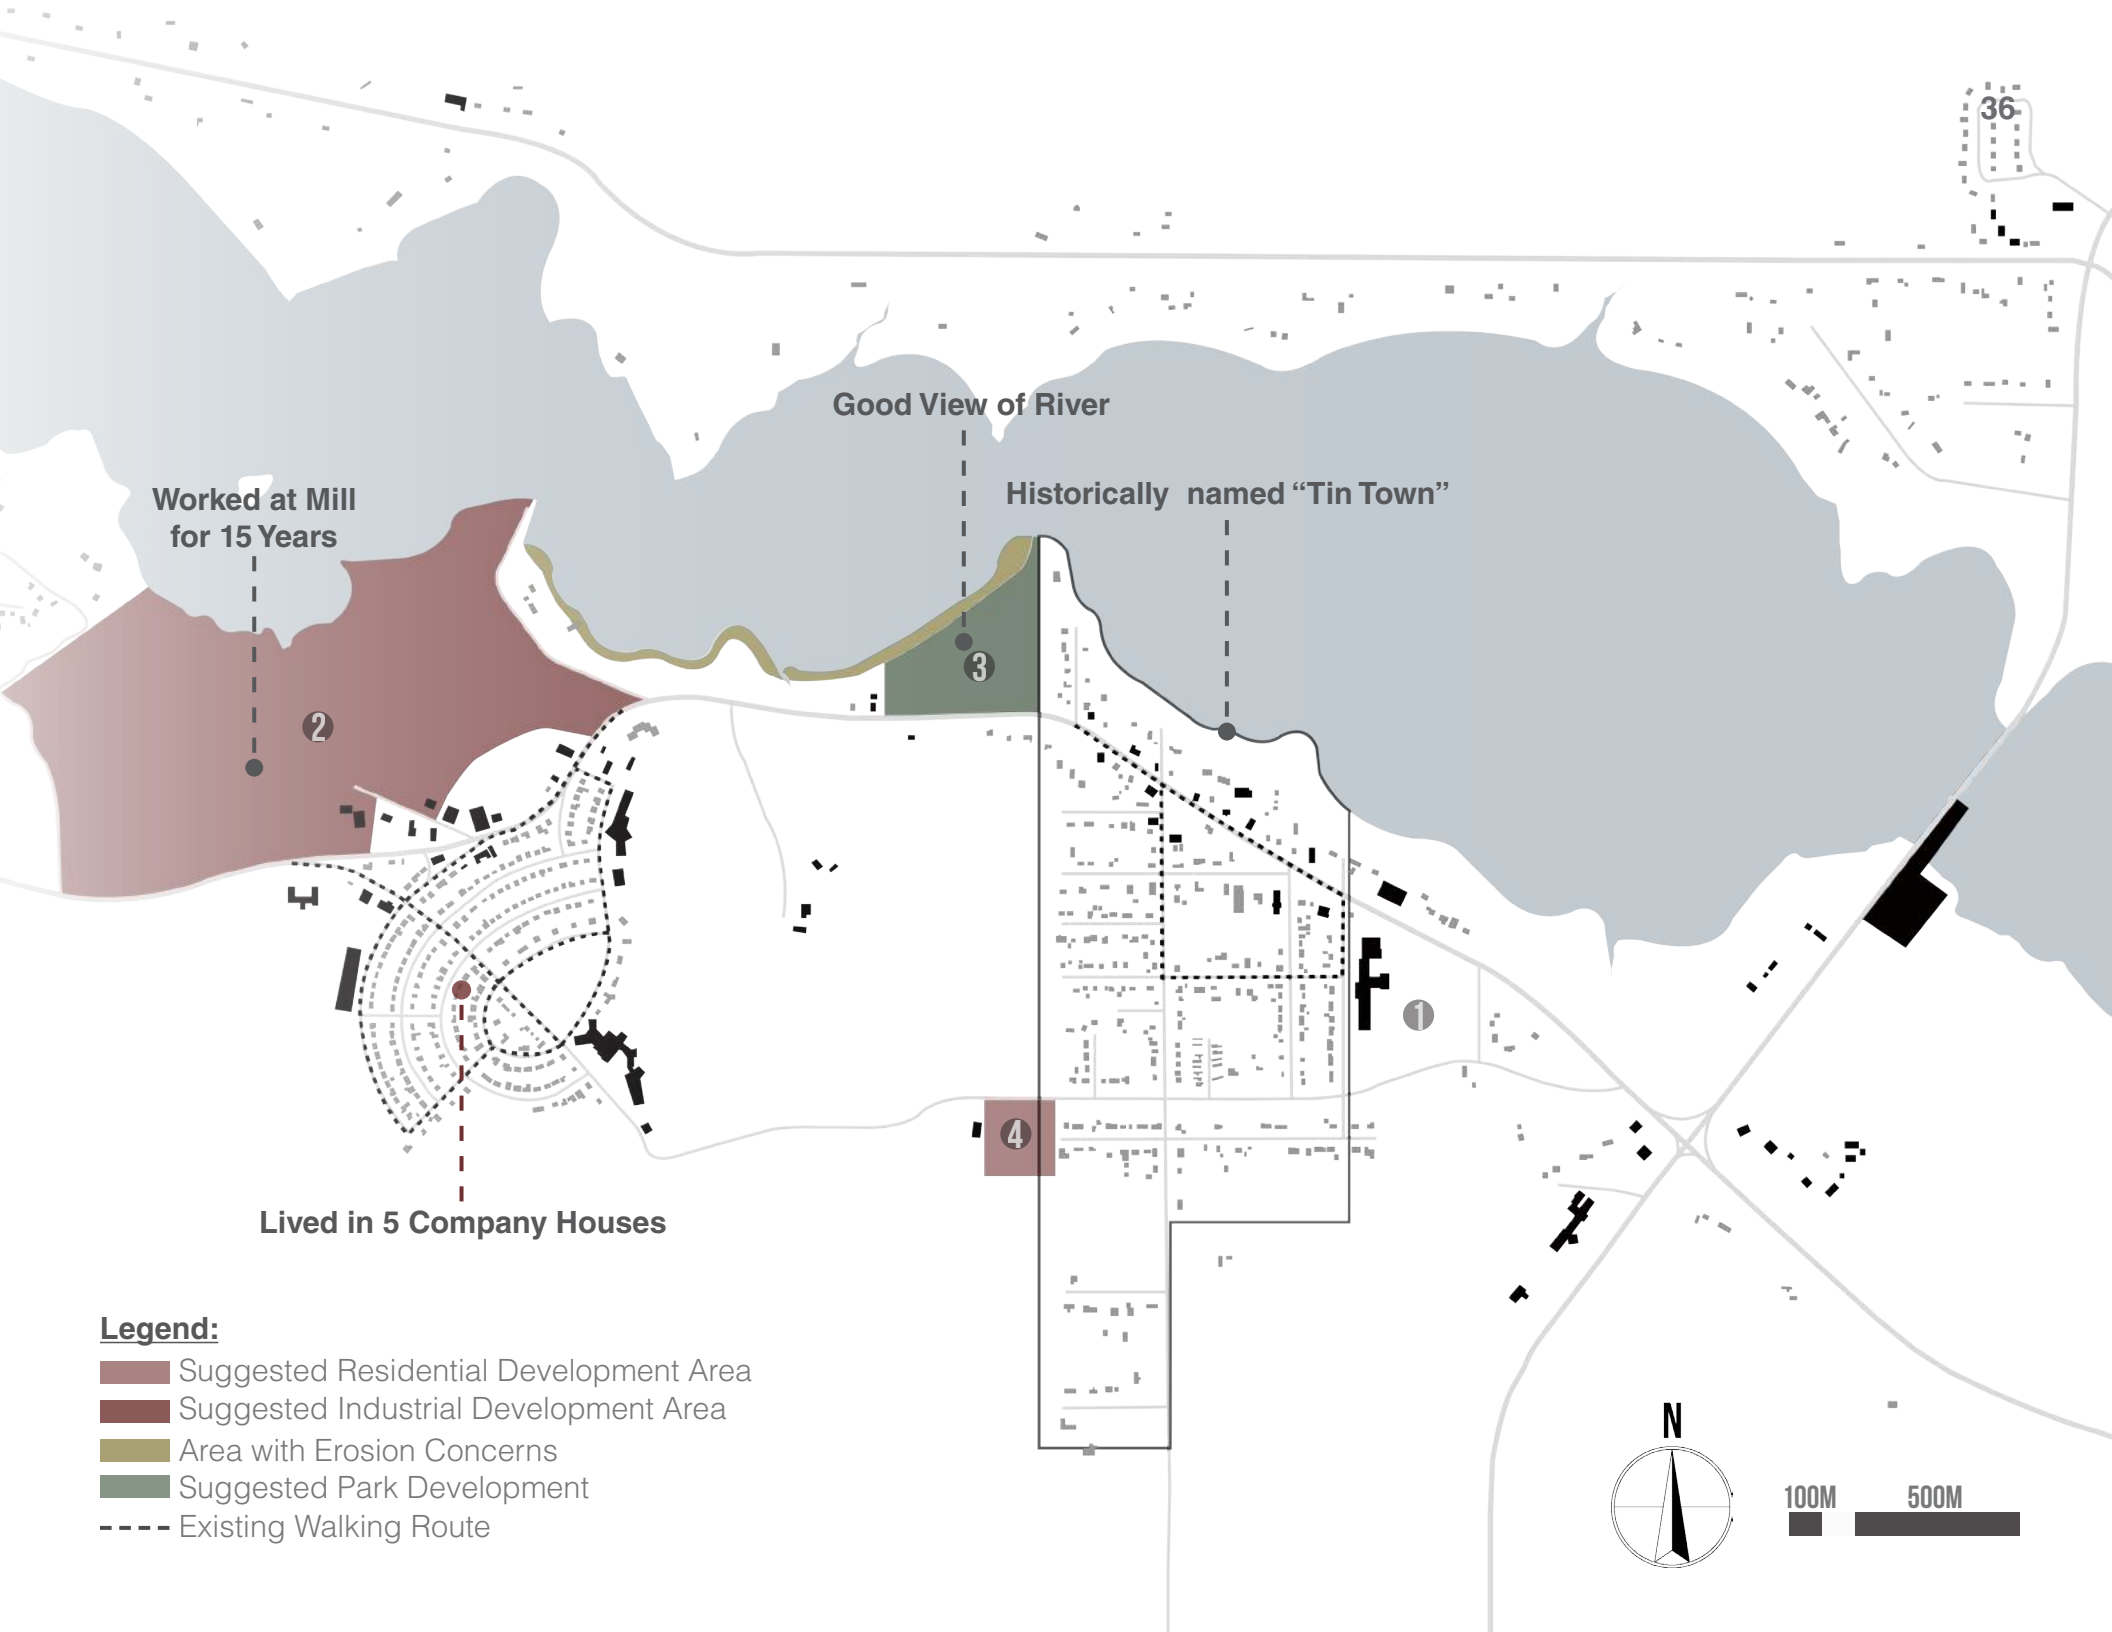 36
Good View of River
Historically named “Tin Town”
Worked at Mill
for 15 Years
3
2
1
4
Lived in 5 Company Houses
Legend:
Suggested Residential Development Area
Suggested Industrial Development Area
Area with Erosion Concerns
Suggested Park Development
Existing Walking Route
N
100M 500M